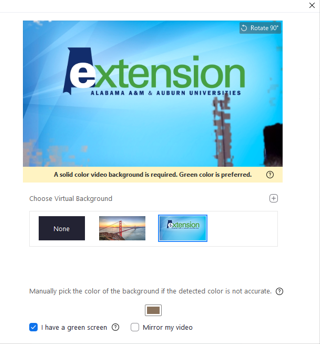 Rotate 90°
extension
ALABAMA A&M & AUBURN UNIVERSITIES
A solid color video background is required. Green color is preferred.
Choose Virtual Background
None
extension
Manually pick the color of the background if the detected color is not accurate.
I have a green screen
Mirror my video